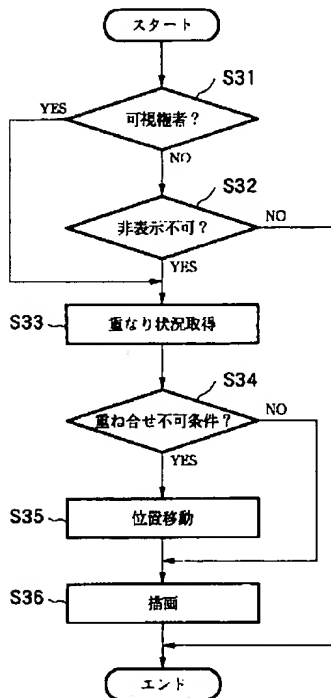 スタート
S31
YES
可視権者？
NO
S32
非表示不可？
NO
YES
S33
重なり状況取得
S34
重ね合せ不可条件？
NO
YES
S35
位置移動
S36
描画
エンド